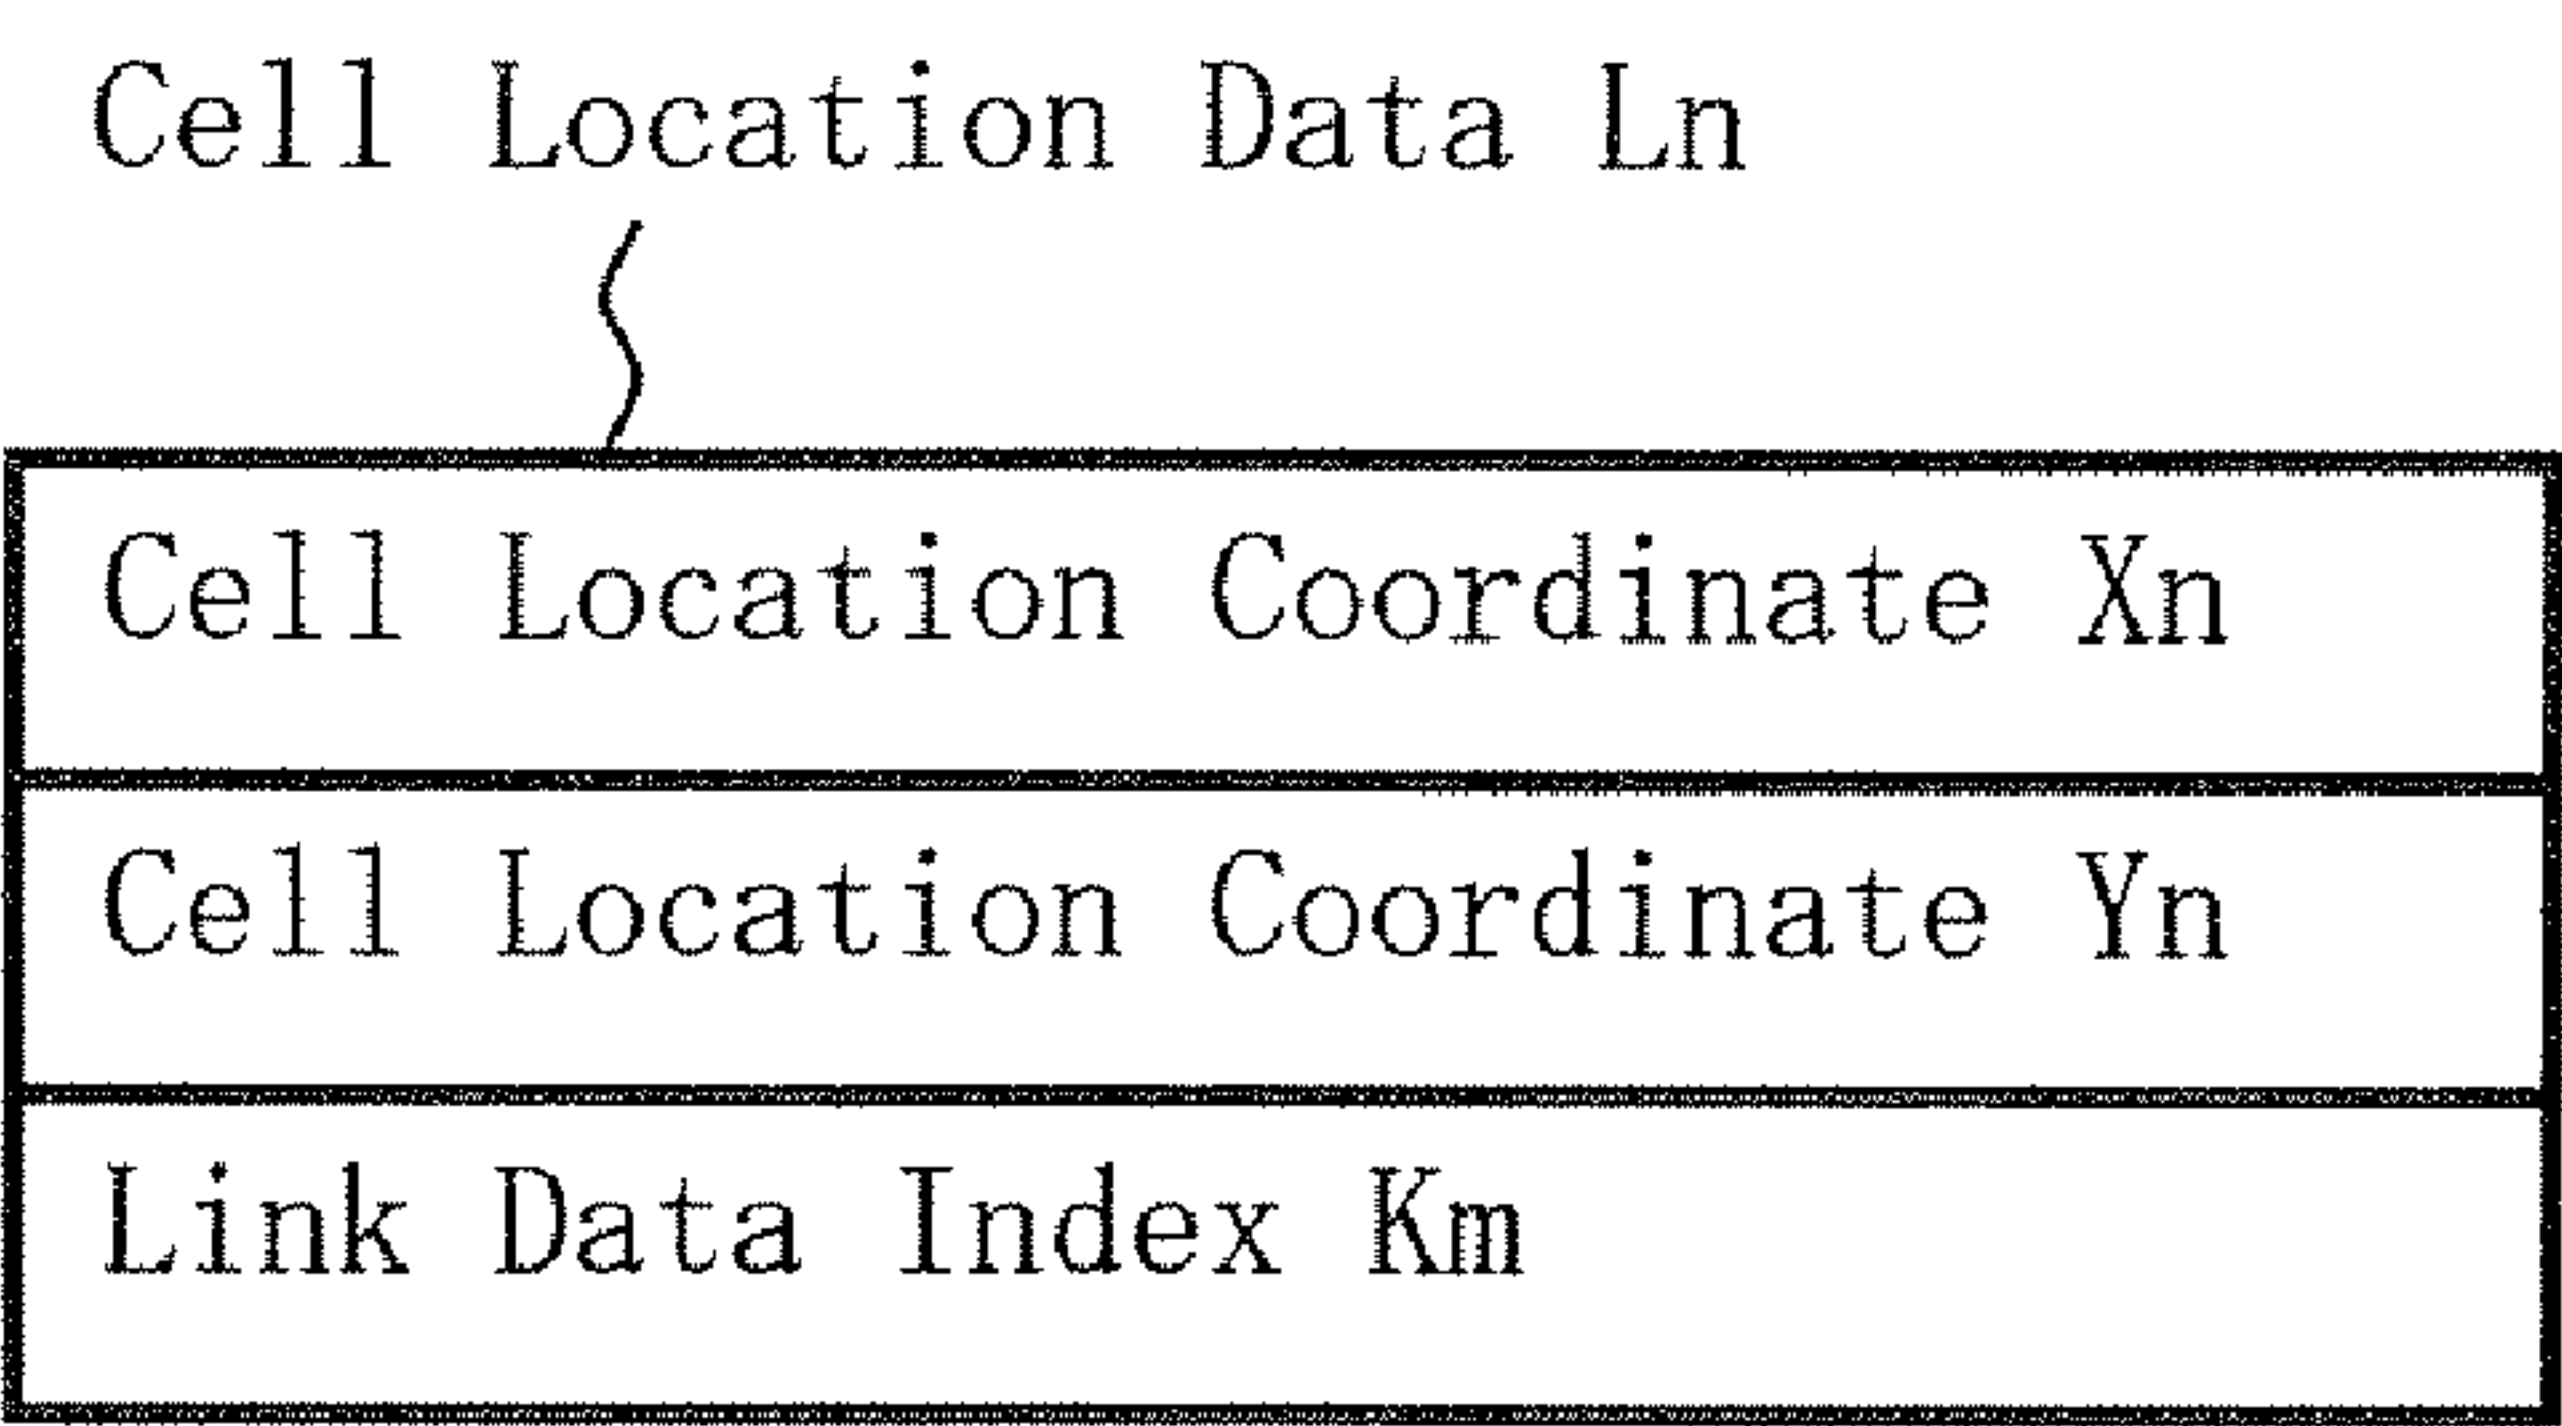 Cell Location Data Ln
Cell Location Coordinate Xn
Cell Location Coordinate Yn
Link Data Index Km